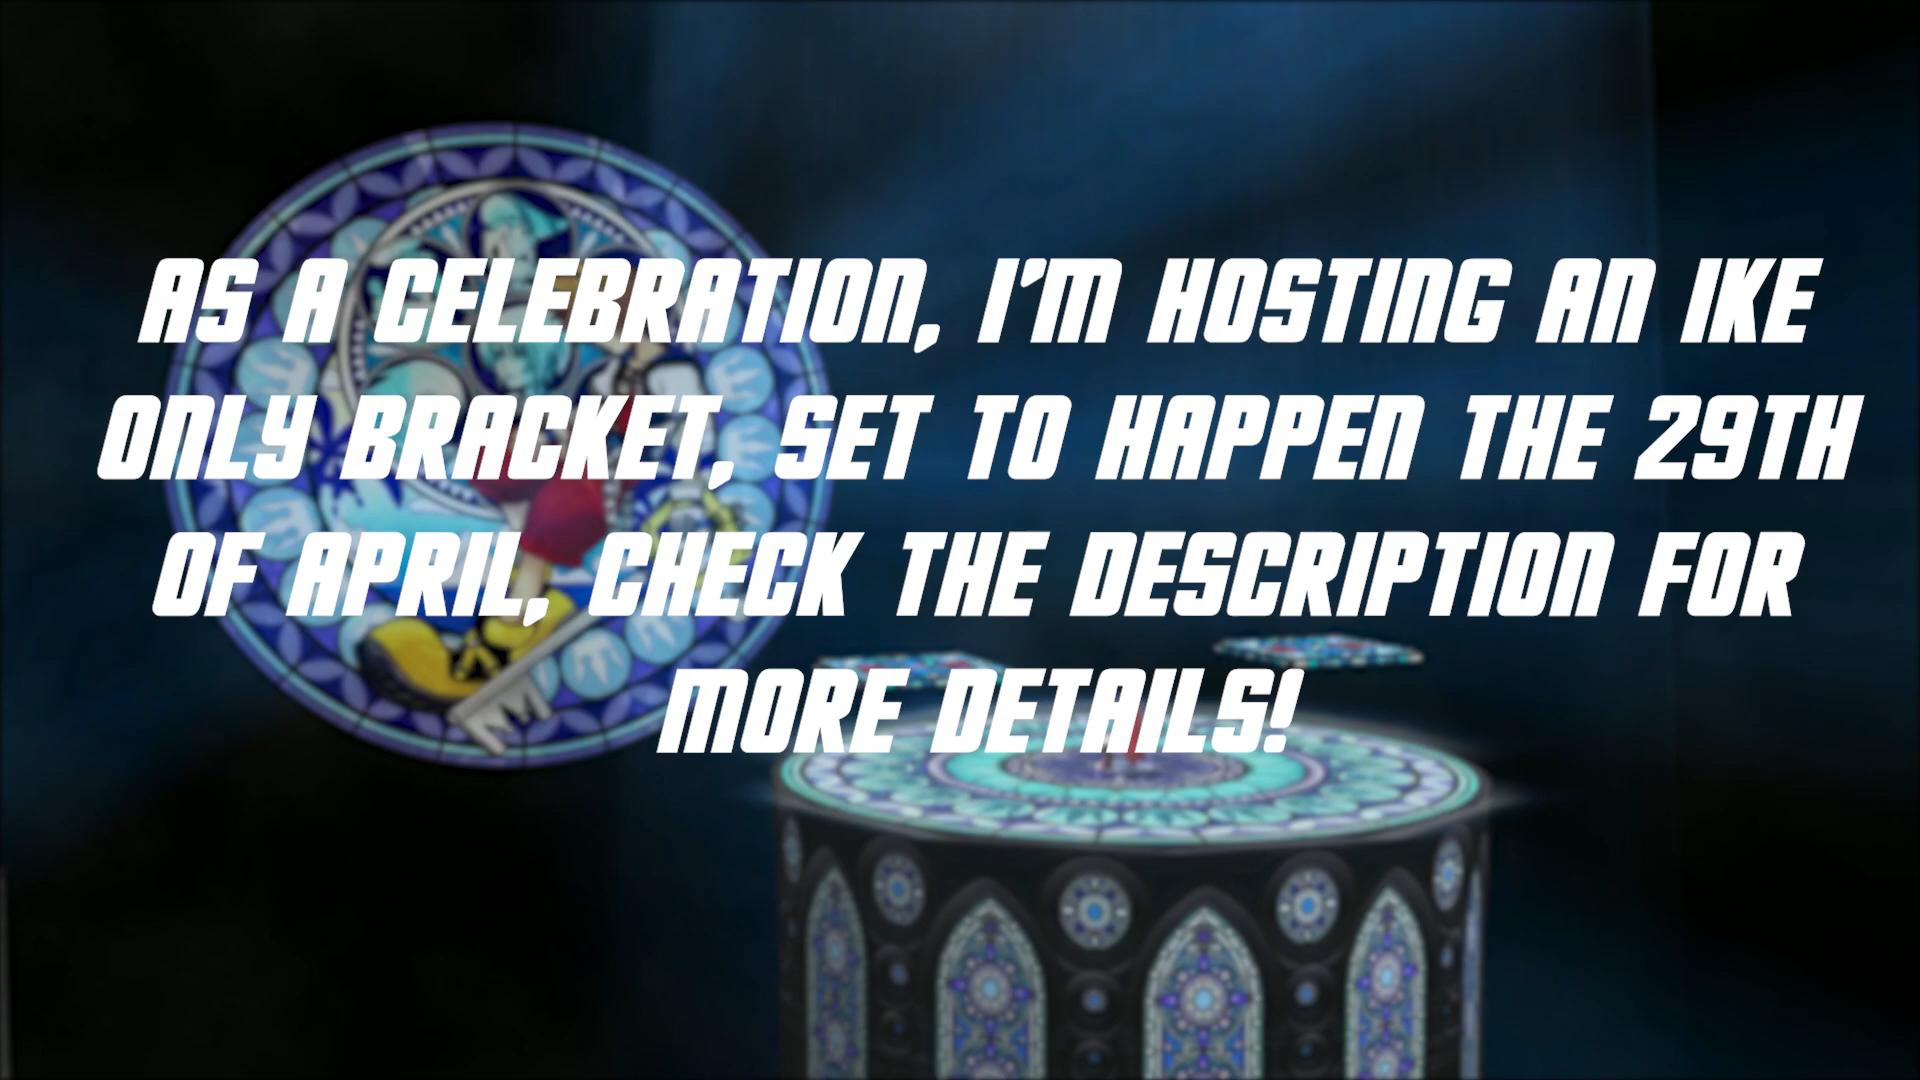 AS A CELEBRATION, I'M HOSTING AN IKE
ONLY BRACKET, SET TO HAPPEN THE 29TH
OF APRIL, CHECK THE DESCRIPTION FOR
MORE DETAILS!